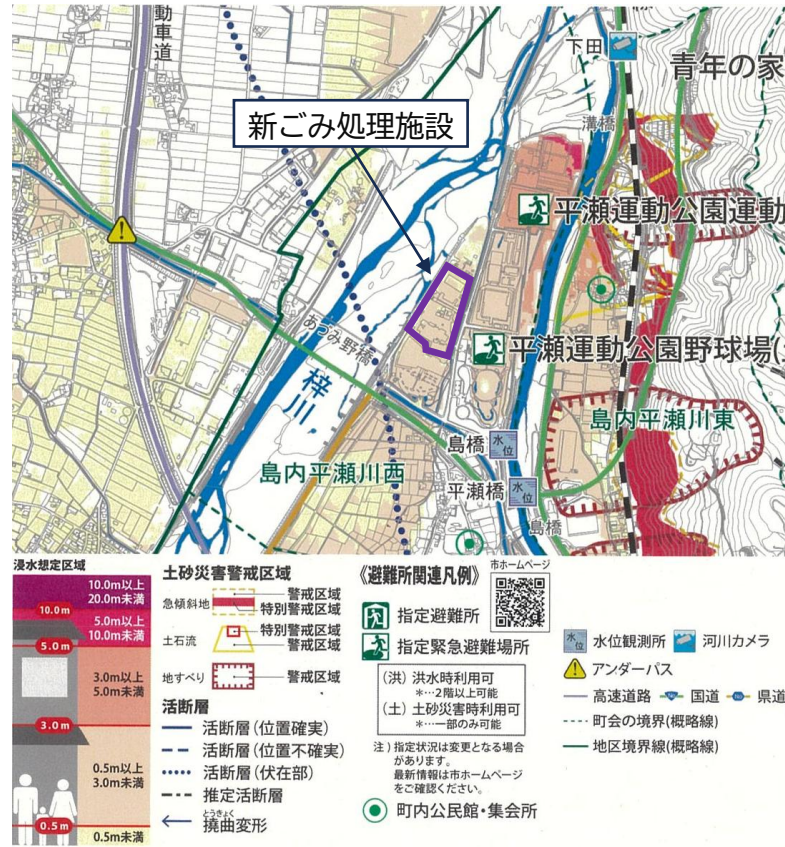 動車道
下田
青年の家
新ごみ処理施設
溝橋
平瀬運動公園運動
あづみ野橋
平瀬運動公園野球場(
梓川
島内平瀬川東
島橋
水位
島内平瀬川西
平瀬橋
水位
島橋
浸水想定区域
10.0m以上
20.0m未満
10.0m
5.0m以上
10.0m未満
5.0m
3.0m以上
5.0m未満
3.0m
0.5m以上
3.0m未満
0.5m
0.5m未満
土砂災害警戒区域
急傾斜地
警戒区域
特別警戒区域
土石流
特別警戒区域
警戒区域
地すべり
警戒区域
活断層
活断層(位置確実)
活断層(位置不確実)
活断層(伏在部)
推定活断層
とうきょく
撓曲変形
《避難所関連凡例》
市ホームページ
指定避難所
指定緊急避難場所
(洪)洪水時利用可
*…2階以上可能
(土)土砂災害時利用可
*…一部のみ可能
注)指定状況は変更となる場合
があります。
最新情報は市ホームページ
をご確認ください。
町内公民館・集会所
水位 水位観測所 河川カメラ
アンダーパス
高速道路 国道 県道
町会の境界(概略線)
地区境界線(概略線)